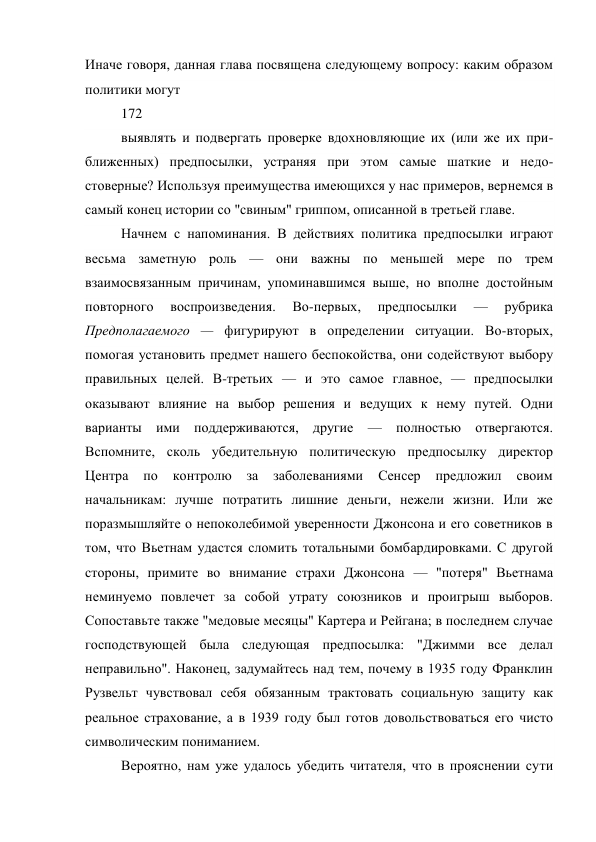 Иначе говоря, данная глава посвящена следующему вопросу: каким образом
политики могут
172
выявлять и подвергать проверке вдохновляющие их (или же их при-
ближенных) предпосылки, устраняя при этом самые шаткие и недо-
стоверные? Используя преимущества имеющихся у нас примеров, вернемся в
самый конец истории со "свиным" гриппом, описанной в третьей главе.
Начнем с напоминания. В действиях политика предпосылки играют
весьма заметную роль — они важны по меньшей мере по трем
взаимосвязанным причинам, упоминавшимся выше, но вполне достойным
повторного воспроизведения. Во-первых, предпосылки — рубрика
Предполагаемого — фигурируют в определении ситуации. Во-вторых,
помогая установить предмет нашего беспокойства, они содействуют выбору
правильных целей. В-третьих — и это самое главное, — предпосылки
оказывают влияние на выбор решения и ведущих к нему путей. Одни
варианты ими поддерживаются, другие — полностью отвергаются.
Вспомните, сколь убедительную политическую предпосылку директор
Центра по контролю за заболеваниями Сенсер предложил своим
начальникам: лучше потратить лишние деньги, нежели жизни. Или же
поразмышляйте о непоколебимой уверенности Джонсона и его советников в
том, что Вьетнам удастся сломить тотальными бомбардировками. С другой
стороны, примите во внимание страхи Джонсона — "потеря" Вьетнама
неминуемо повлечет за собой утрату союзников и проигрыш выборов.
Сопоставьте также "медовые месяцы" Картера и Рейгана; в последнем случае
господствующей была следующая предпосылка: "Джимми все делал
неправильно". Наконец, задумайтесь над тем, почему в 1935 году Франклин
Рузвельт чувствовал себя обязанным трактовать социальную защиту как
реальное страхование, а в 1939 году был готов довольствоваться его чисто
символическим пониманием.
Вероятно, нам уже удалось убедить читателя, что в прояснении сути